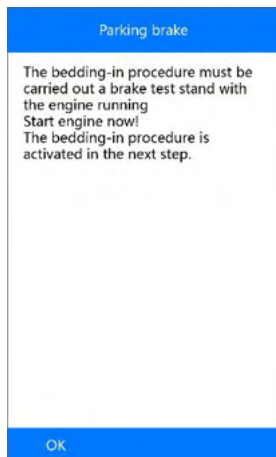 Parking brake
The bedding-in procedure must be
carried out a brake test stand with
the engine running
Start engine now!
The bedding-in procedure is
activated in the next step.
OK